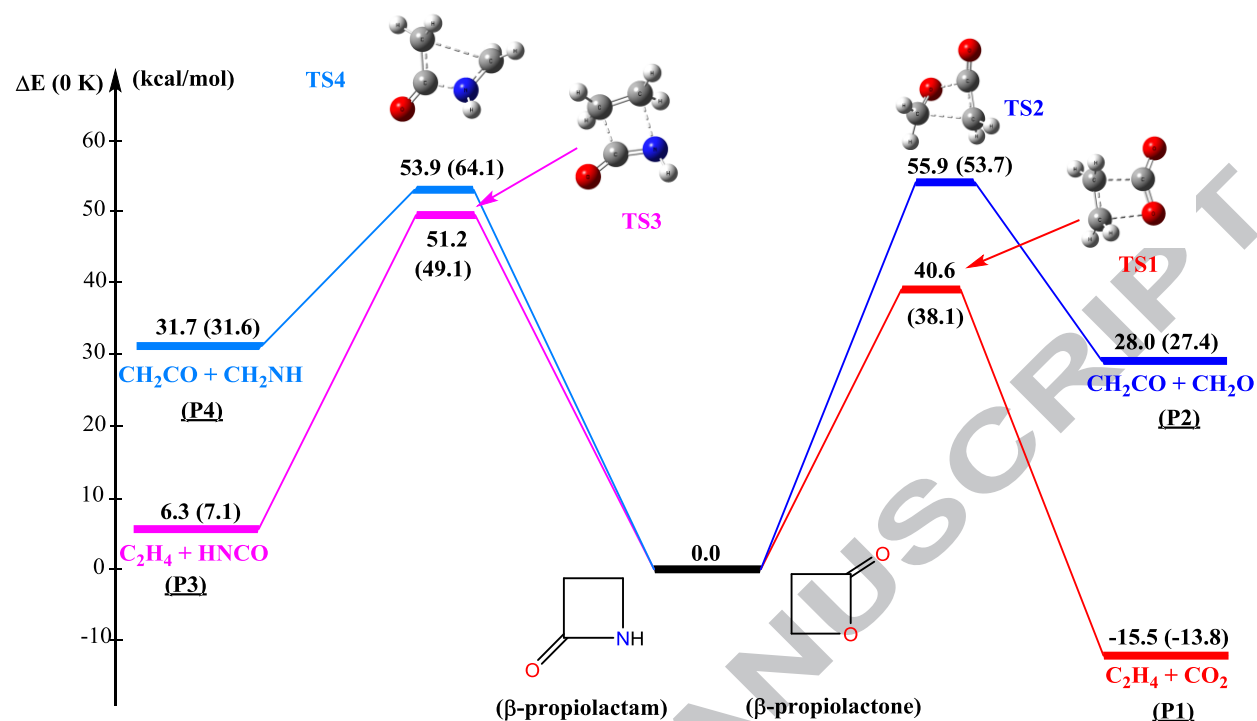 ΔE (0 K) (kcal/mol)
TS4
TS3
TS2
TS1
60
50
40
30
20
10
0
-10
53.9 (64.1)
51.2
(49.1)
55.9 (53.7)
40.6
(38.1)
31.7 (31.6)
CH₂CO + CH₂NH
(P4)
28.0 (27.4)
CH₂CO + CH₂O
(P2)
6.3 (7.1)
C₂H₄ + HNCO
(P3)
0.0
O
NH
O
O
-15.5 (-13.8)
C₂H₄ + CO₂
(P1)
(β-propiolactam)
(β-propiolactone)
ANUSCRIPT